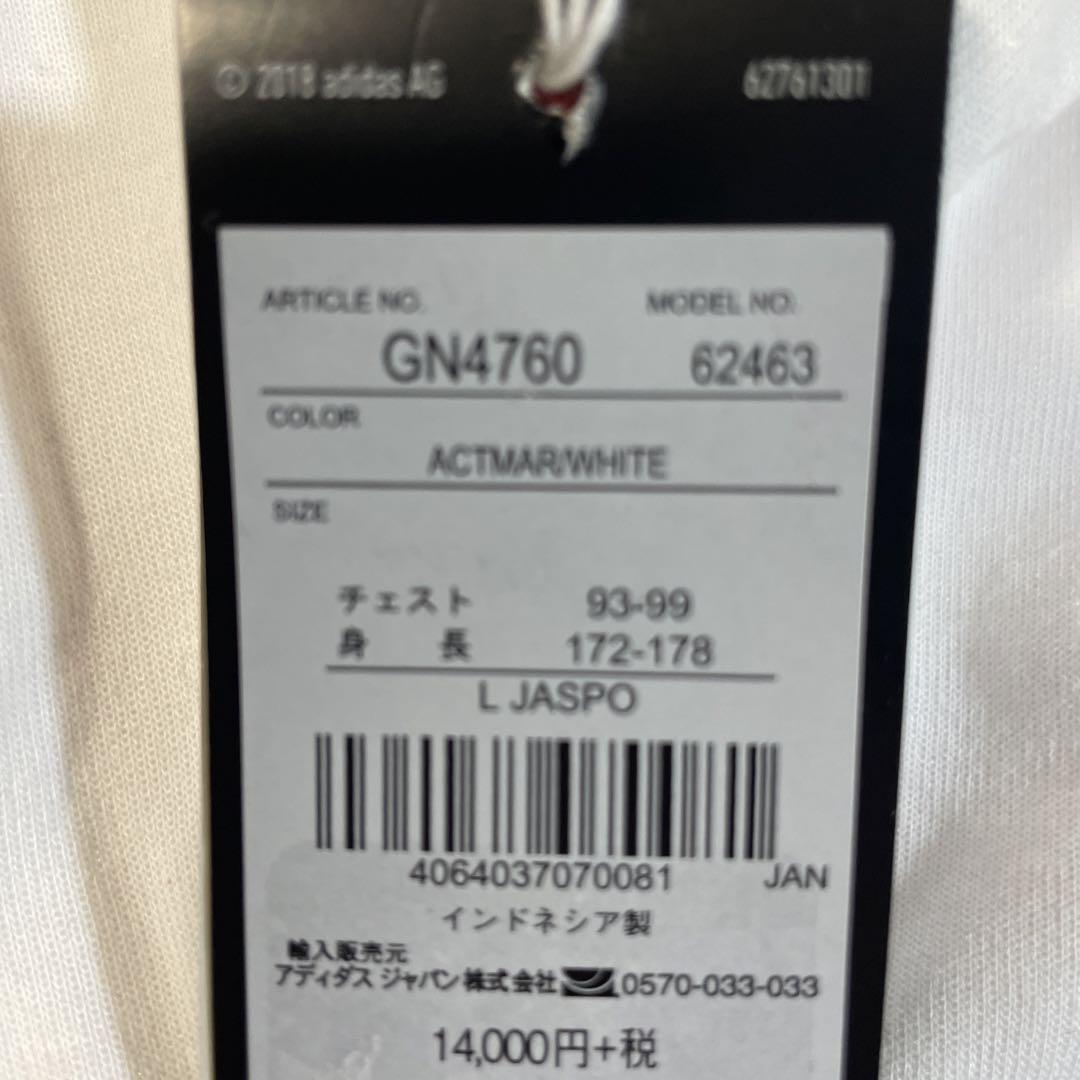 © 2018 adidas AG 62761301
ARTICLE NO. MODEL NO.
GN4760 62463
COLOR
ACTMAR/WHITE
SIZE
チェスト 93-99
身 長 172-178
L JASPO
4064037070081 JAN
インドネシア製
輸入販売元
アディダス ジャパン株式会社 0570-033-033
14,000円+税